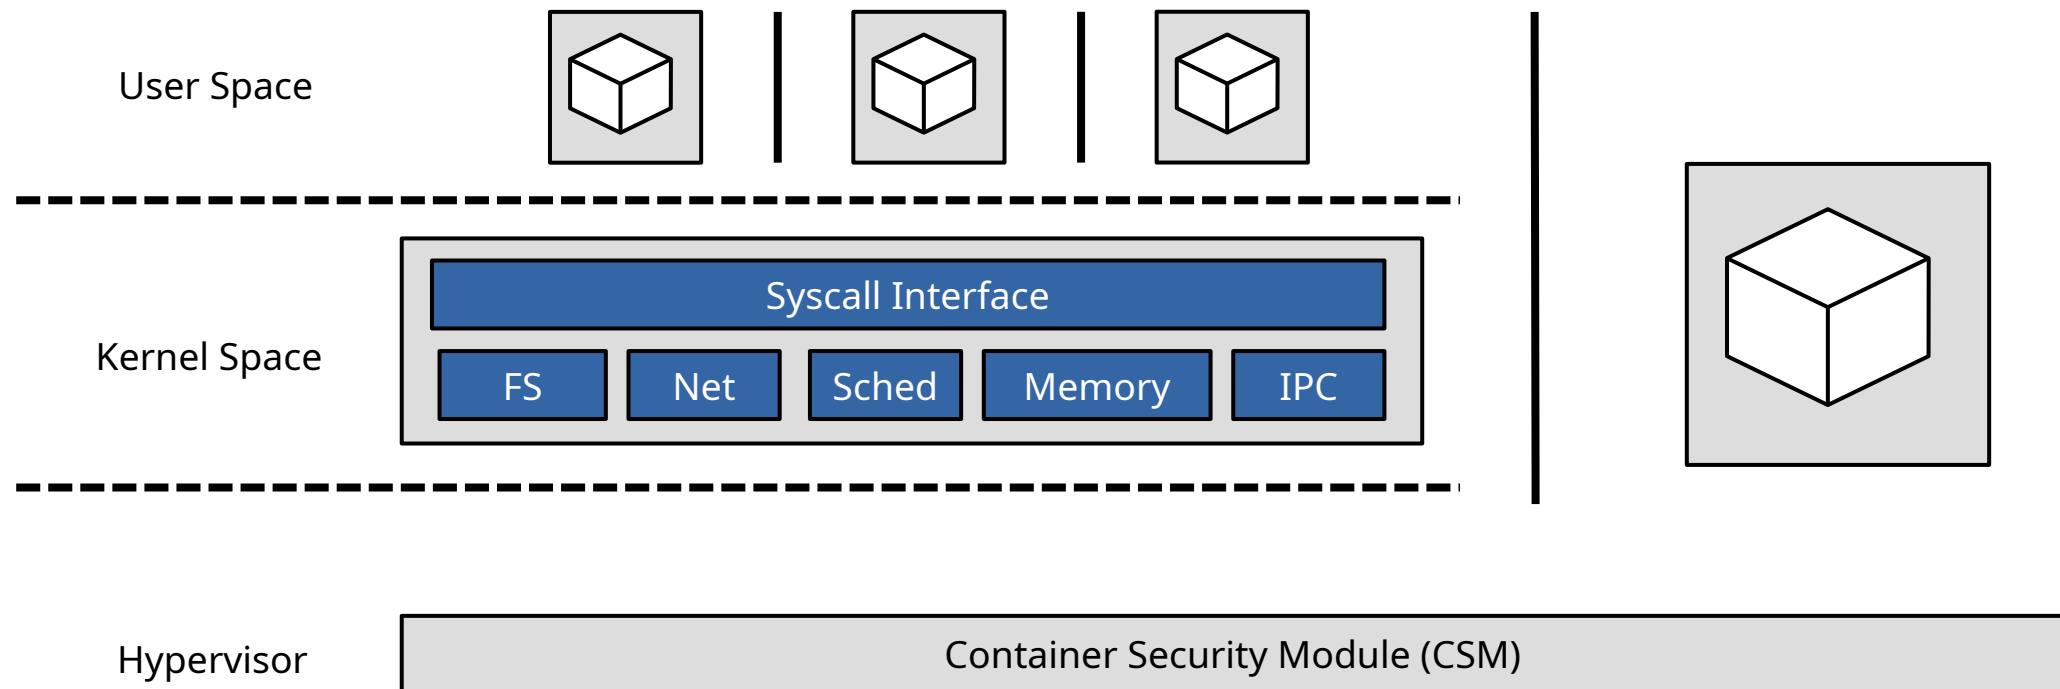 User Space
Syscall Interface
Kernel Space
FS Net Sched Memory IPC
Container Security Module (CSM)
Hypervisor